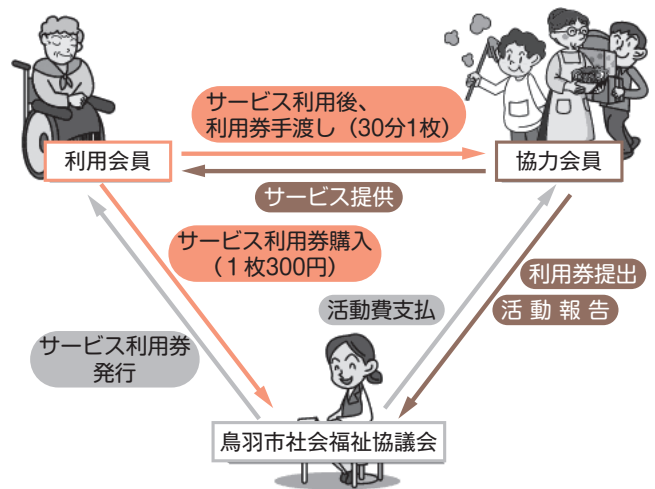 サービス利用後、
利用券手渡し（30分1枚）
利用会員
協力会員
サービス提供
サービス利用券購入
（１枚300円）
利用券提出
活動報告
活動費支払
サービス利用券
発行
鳥羽市社会福祉協議会